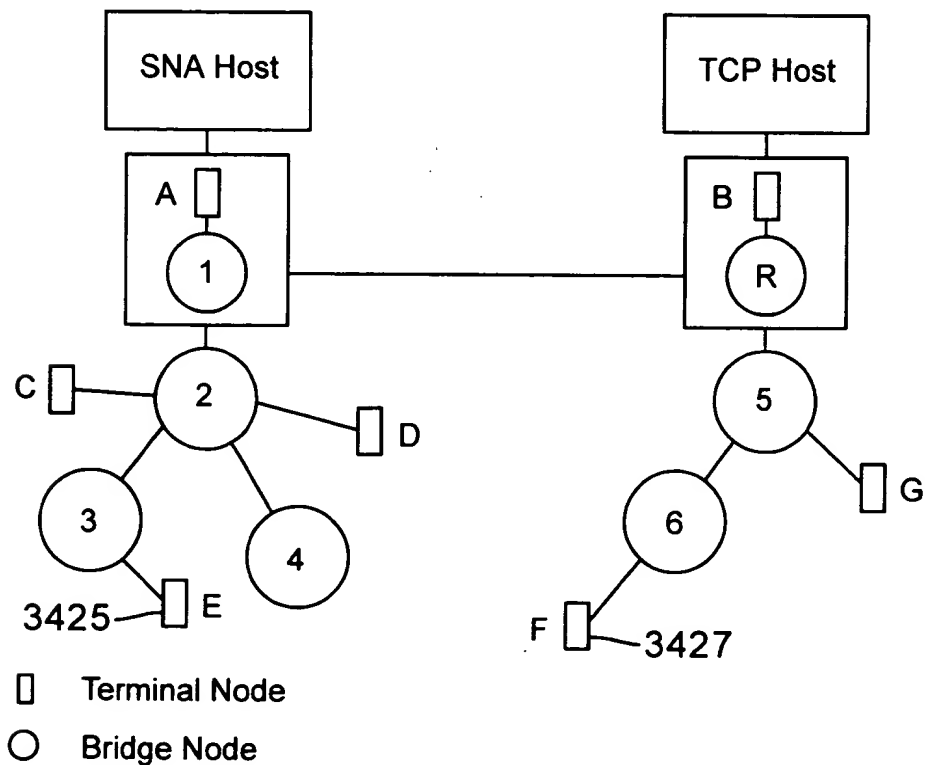 SNA Host
TCP Host
A
B
1
R
C
2
D
5
G
3
4
6
E
3425
F
3427
Terminal Node
Bridge Node